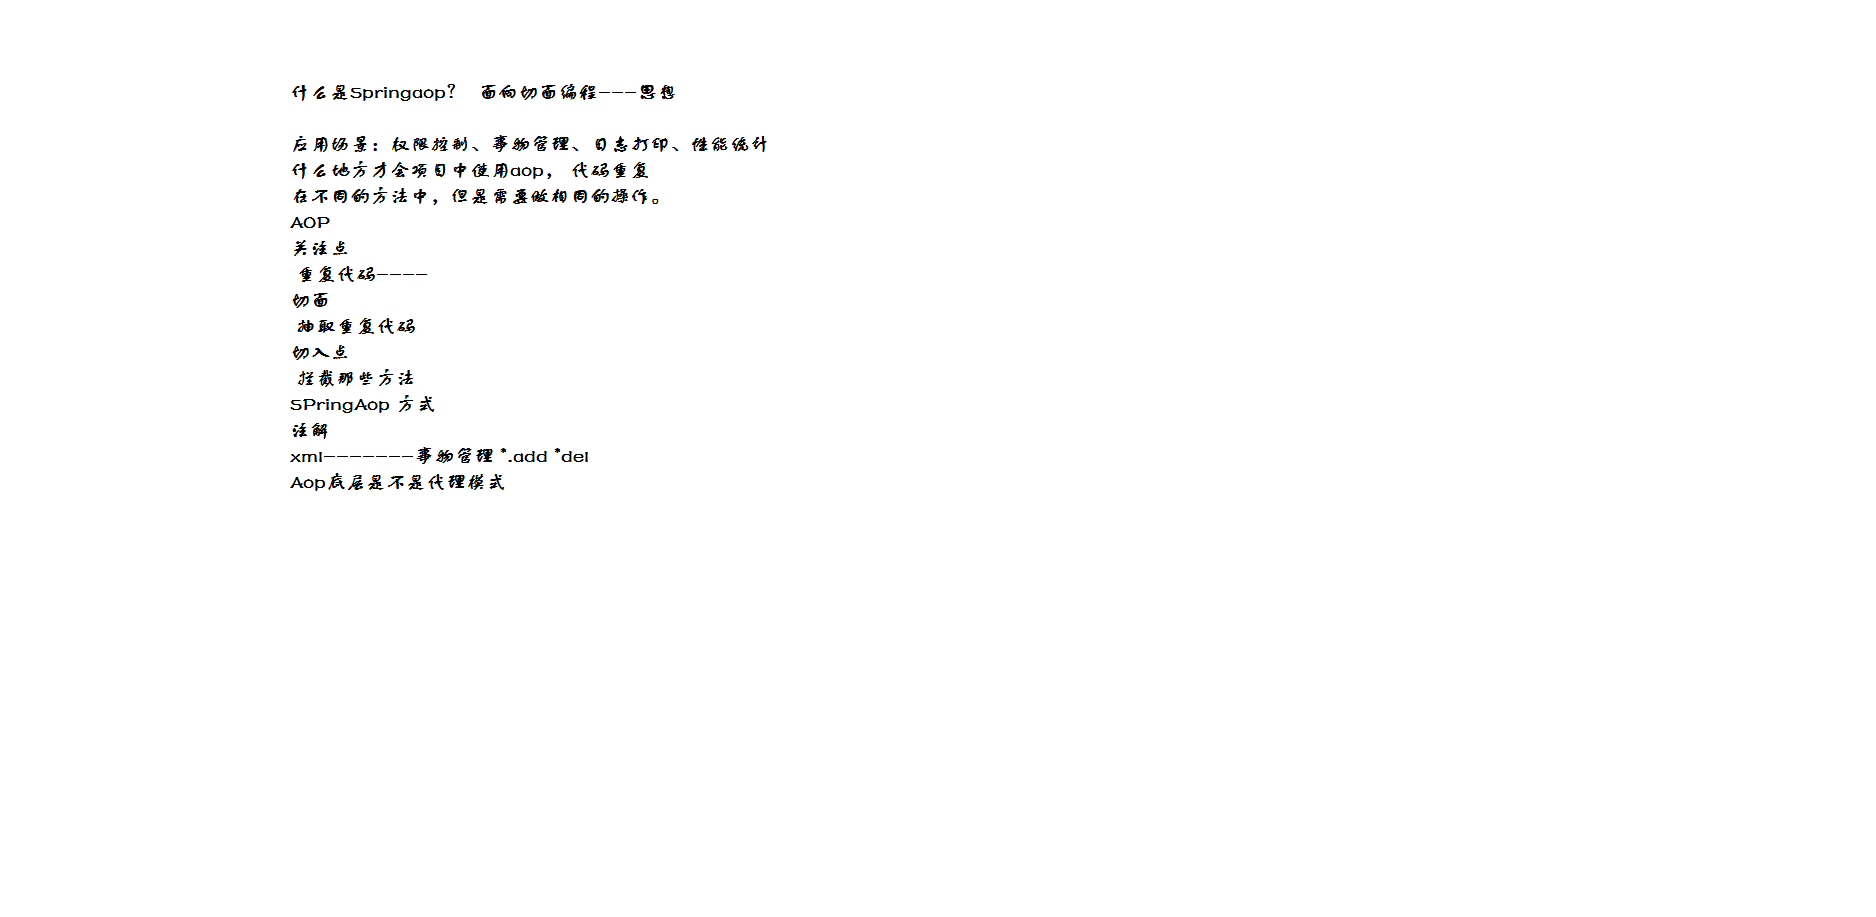 什么是Springaop?  面向切面编程---思想
应用场景：权限控制、事物管理、日志打印、性能统计
什么地方才会项目中使用aop， 代码重复
在不同的方法中，但是需要做相同的操作。
AOP
关注点
重复代码----
切面
抽取重复代码
切入点
拦截那些方法
SPringAop 方式
注解
xml-------事物管理 *.add *del
Aop底层是不是代理模式